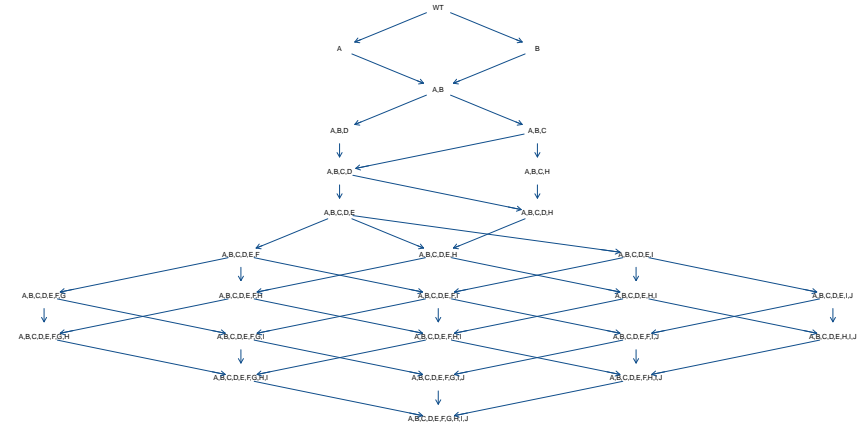 WT
A
B
A,B
A,B,D
A,B,C
A,B,C,D
A,B,C,H
A,B,C,D,E
A,B,C,D,H
A,B,C,D,E,F
A,B,C,D,E,H
A,B,C,D,E,I
A,B,C,D,E,F,G
A,B,C,D,E,F,H
A,B,C,D,E,F,I
A,B,C,D,E,H,I
A,B,C,D,E,I,J
A,B,C,D,E,F,G,H
A,B,C,D,E,F,G,I
A,B,C,D,E,F,H,I
A,B,C,D,E,F,I,J
A,B,C,D,E,H,I,J
A,B,C,D,E,F,G,H,I
A,B,C,D,E,F,G,I,J
A,B,C,D,E,F,H,I,J
A,B,C,D,E,F,G,H,I,J